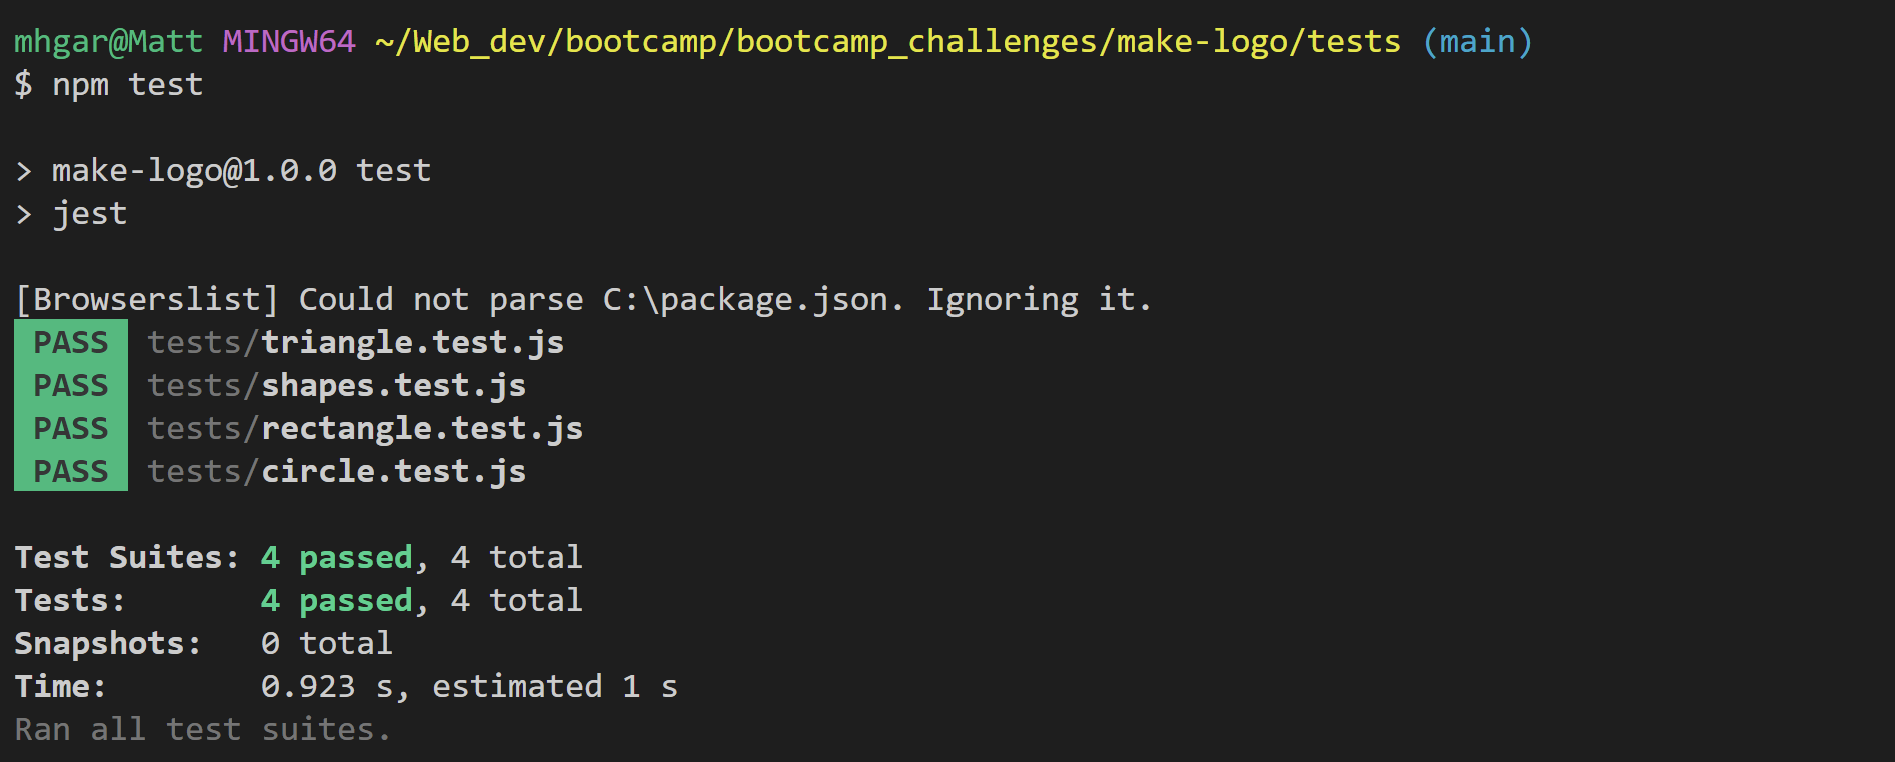 mhgar@Matt MINGW64 ~/Web_dev/bootcamp/bootcamp_challenges/make-logo/tests (main)
$ npm test
> make-logo@1.0.0 test
> jest
[Browserslist] Could not parse C:\package.json. Ignoring it.
PASS tests/triangle.test.js
PASS tests/shapes.test.js
PASS tests/rectangle.test.js
PASS tests/circle.test.js
Test Suites: 4 passed, 4 total
Tests: 4 passed, 4 total
Snapshots: 0 total
Time: 0.923 s, estimated 1 s
Ran all test suites.